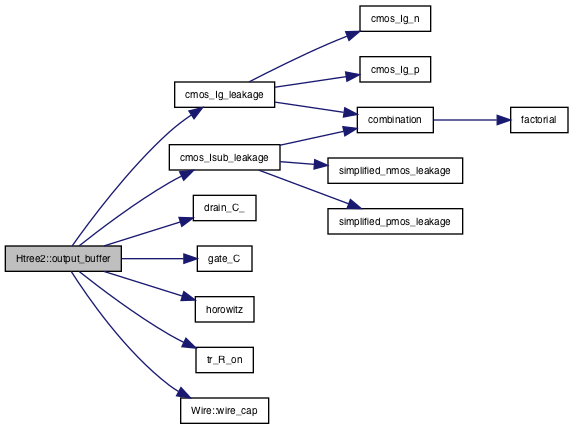 cmos_Ig_n
cmos_Ig_leakage
cmos_Ig_p
combination
factorial
cmos_Isub_leakage
simplified_nmos_leakage
drain_C_
simplified_pmos_leakage
Htree2::output_buffer
gate_C
horowitz
tr_R_on
Wire::wire_cap